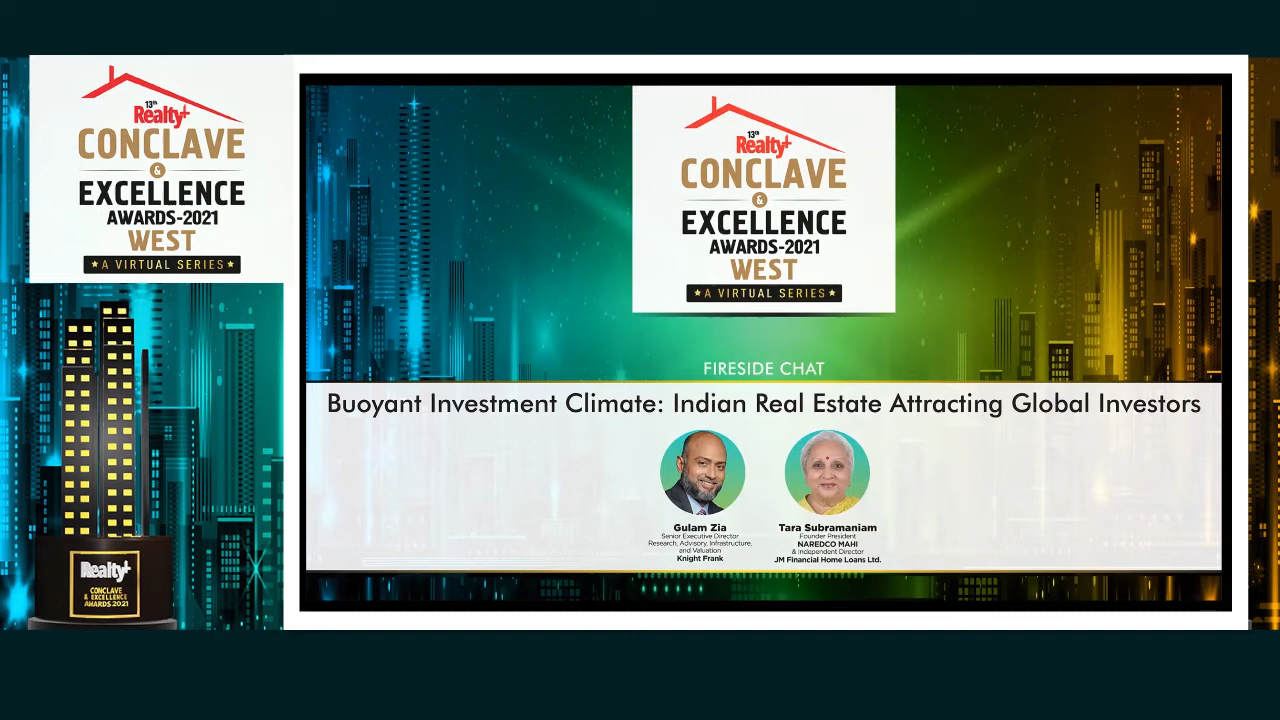 13th
Realty+
CONCLAVE
&
EXCELLENCE
AWARDS-2021
WEST
★ A VIRTUAL SERIES ★
Realty+
CONCLAVE
& EXCELLENCE
AWARDS 2021
13th
Realty+
CONCLAVE
&
EXCELLENCE
AWARDS-2021
WEST
★ A VIRTUAL SERIES ★
FIRESIDE CHAT
Buoyant Investment Climate: Indian Real Estate Attracting Global Investors
Gulam Zia
Senior Executive Director
Research, Advisory, Infrastructure,
and Valuation
Knight Frank
Tara Subramaniam
Founder President
NAREDCO MAHI
& Independent Director
JM Financial Home Loans Ltd.